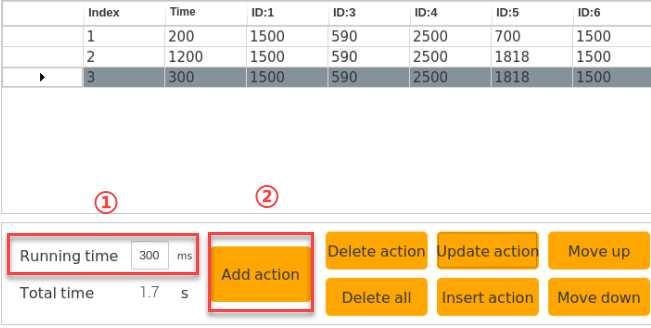 Index Time ID:1 ID:3 ID:4 ID:5 ID:6
1 200 1500 590 2500 700 1500
2 1200 1500 590 2500 1818 1500
3 300 1500 590 2500 1818 1500
① ②
Running time 300 ms
Total time 1.7 s
Add action
Delete action Update action Move up
Delete all Insert action Move down